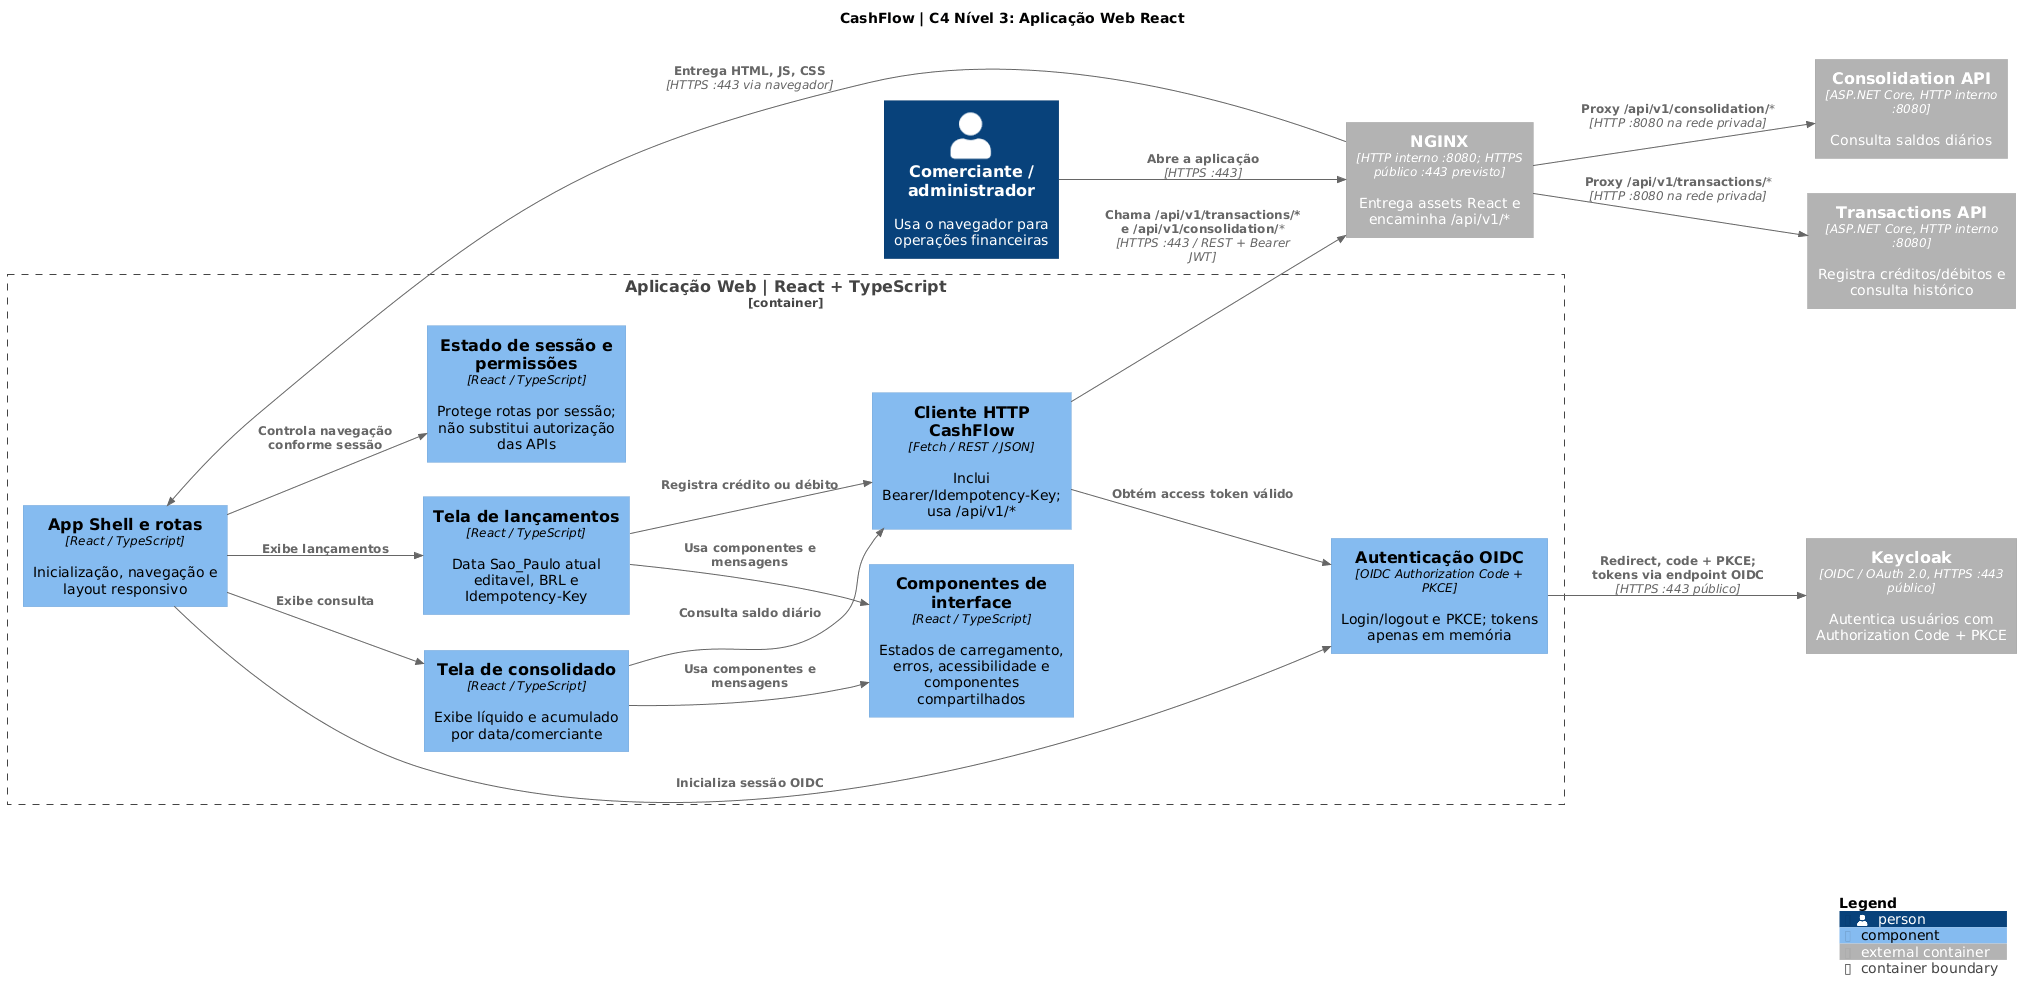 CashFlow | C4 Nível 3: Aplicação Web React
Entrega HTML, JS, CSS
[HTTPS :443 via navegador]
Comerciante /
administrador
Usa o navegador para
operações financeiras
Abre a aplicação
[HTTPS :443]
NGINX
[HTTP interno :8080; HTTPS
público :443 previsto]
Entrega assets React e
encaminha /api/v1/*
Proxy /api/v1/consolidation/*
[HTTP :8080 na rede privada]
Consolidation API
[ASP.NET Core, HTTP interno
:8080]
Consulta saldos diários
Proxy /api/v1/transactions/*
[HTTP :8080 na rede privada]
Transactions API
[ASP.NET Core, HTTP interno
:8080]
Registra créditos/débitos e
consulta histórico
Chama /api/v1/transactions/*
e /api/v1/consolidation/*
[HTTPS :443 / REST + Bearer
JWT]
Aplicação Web | React + TypeScript
[container]
Estado de sessão e
permissões
[React / TypeScript]
Protege rotas por sessão;
não substitui autorização
das APIs
Controla navegação
conforme sessão
App Shell e rotas
[React / TypeScript]
Inicialização, navegação e
layout responsivo
Exibe lançamentos
Exibe consulta
Tela de lançamentos
[React / TypeScript]
Data Sao_Paulo atual
editavel, BRL e
Idempotency-Key
Tela de consolidado
[React / TypeScript]
Exibe líquido e acumulado
por data/comerciante
Registra crédito ou débito
Usa componentes e
mensagens
Consulta saldo diário
Usa componentes e
mensagens
Cliente HTTP
CashFlow
[Fetch / REST / JSON]
Inclui
Bearer/Idempotency-Key;
usa /api/v1/*
Componentes de
interface
[React / TypeScript]
Estados de carregamento,
erros, acessibilidade e
componentes
compartilhados
Obtém access token válido
Autenticação OIDC
[OIDC Authorization Code +
PKCE]
Login/logout e PKCE; tokens
apenas em memória
Redirect, code + PKCE;
tokens via endpoint OIDC
[HTTPS :443 público]
Keycloak
[OIDC / OAuth 2.0, HTTPS :443
público]
Autentica usuários com
Authorization Code + PKCE
Inicializa sessão OIDC
Legend
person
component
external container
container boundary